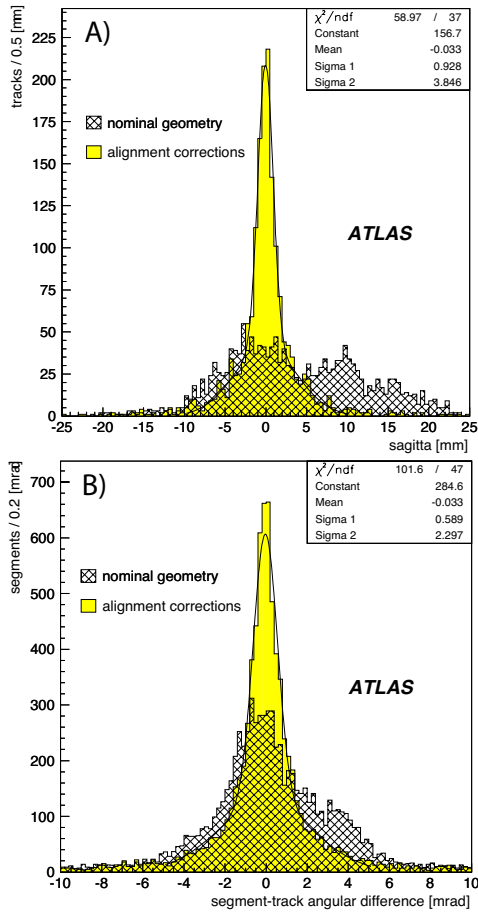 A)
χ²/ndf 58.97 / 37
Constant 156.7
Mean -0.033
Sigma 1 0.928
Sigma 2 3.846
tracks / 0.5 [mm]
225
200
175
150
125
100
75
50
25
0
nominal geometry
alignment corrections
ATLAS
-25 -20 -15 -10 -5 0 5 10 15 20 25
sagitta [mm]
B)
χ²/ndf 101.6 / 47
Constant 284.6
Mean -0.033
Sigma 1 0.589
Sigma 2 2.297
segments / 0.2 [mrad]
700
600
500
400
300
200
100
0
nominal geometry
alignment corrections
ATLAS
-10 -8 -6 -4 -2 0 2 4 6 8 10
segment-track angular difference [mrad]